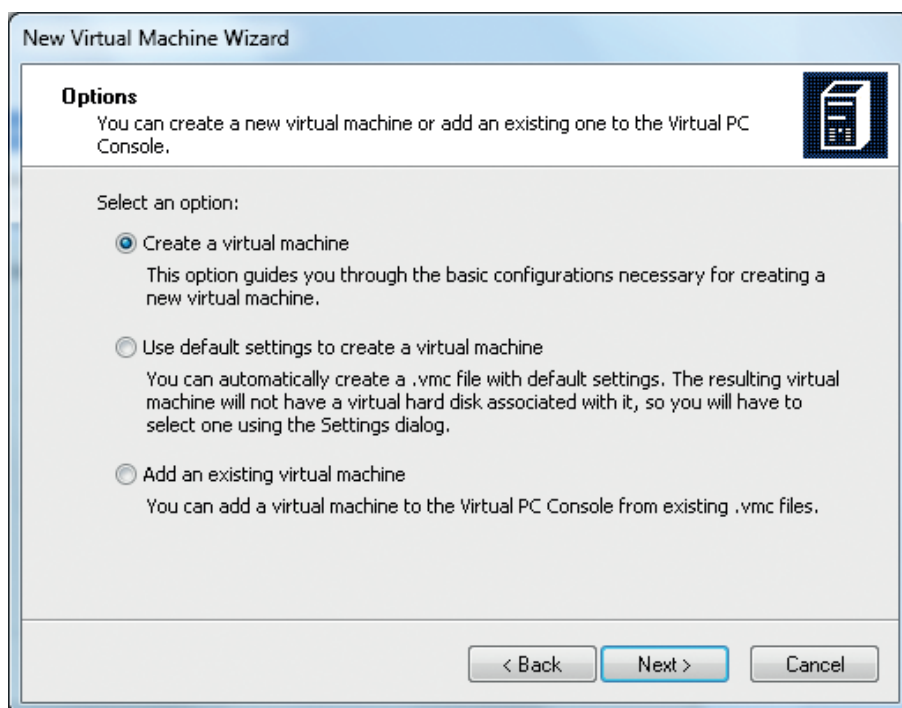 New Virtual Machine Wizard
Options
You can create a new virtual machine or add an existing one to the Virtual PC
Console.
Select an option:
Create a virtual machine
This option guides you through the basic configurations necessary for creating a
new virtual machine.
Use default settings to create a virtual machine
You can automatically create a .vmc file with default settings. The resulting virtual
machine will not have a virtual hard disk associated with it, so you will have to
select one using the Settings dialog.
Add an existing virtual machine
You can add a virtual machine to the Virtual PC Console from existing .vmc files.
< Back Next > Cancel